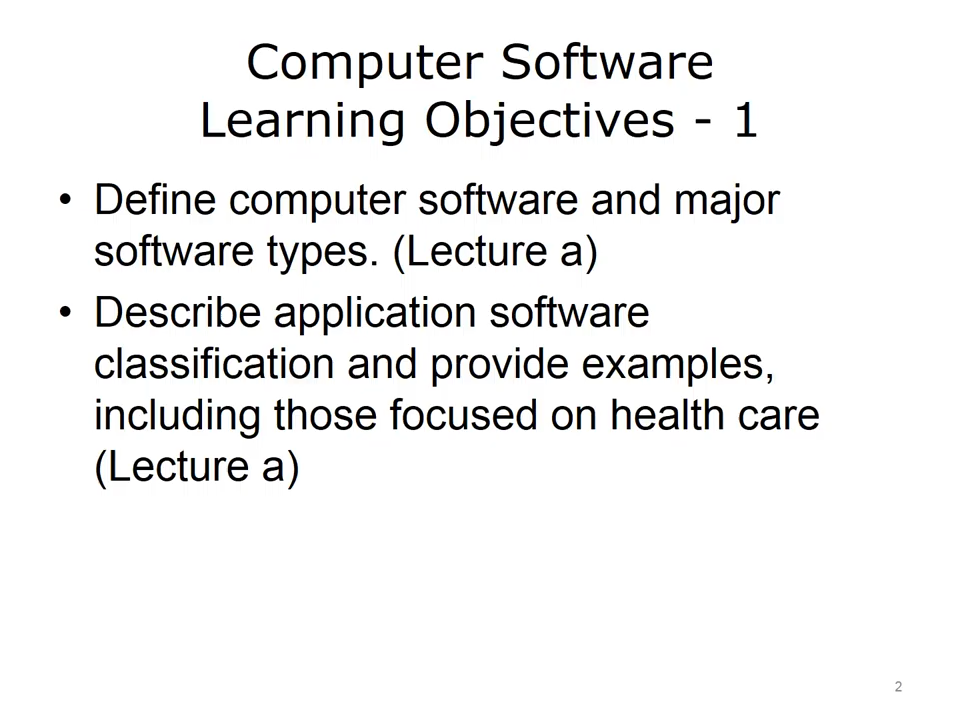 Computer Software
Learning Objectives - 1
• Define computer software and major
software types. (Lecture a)
• Describe application software
classification and provide examples,
including those focused on health care
(Lecture a)
2